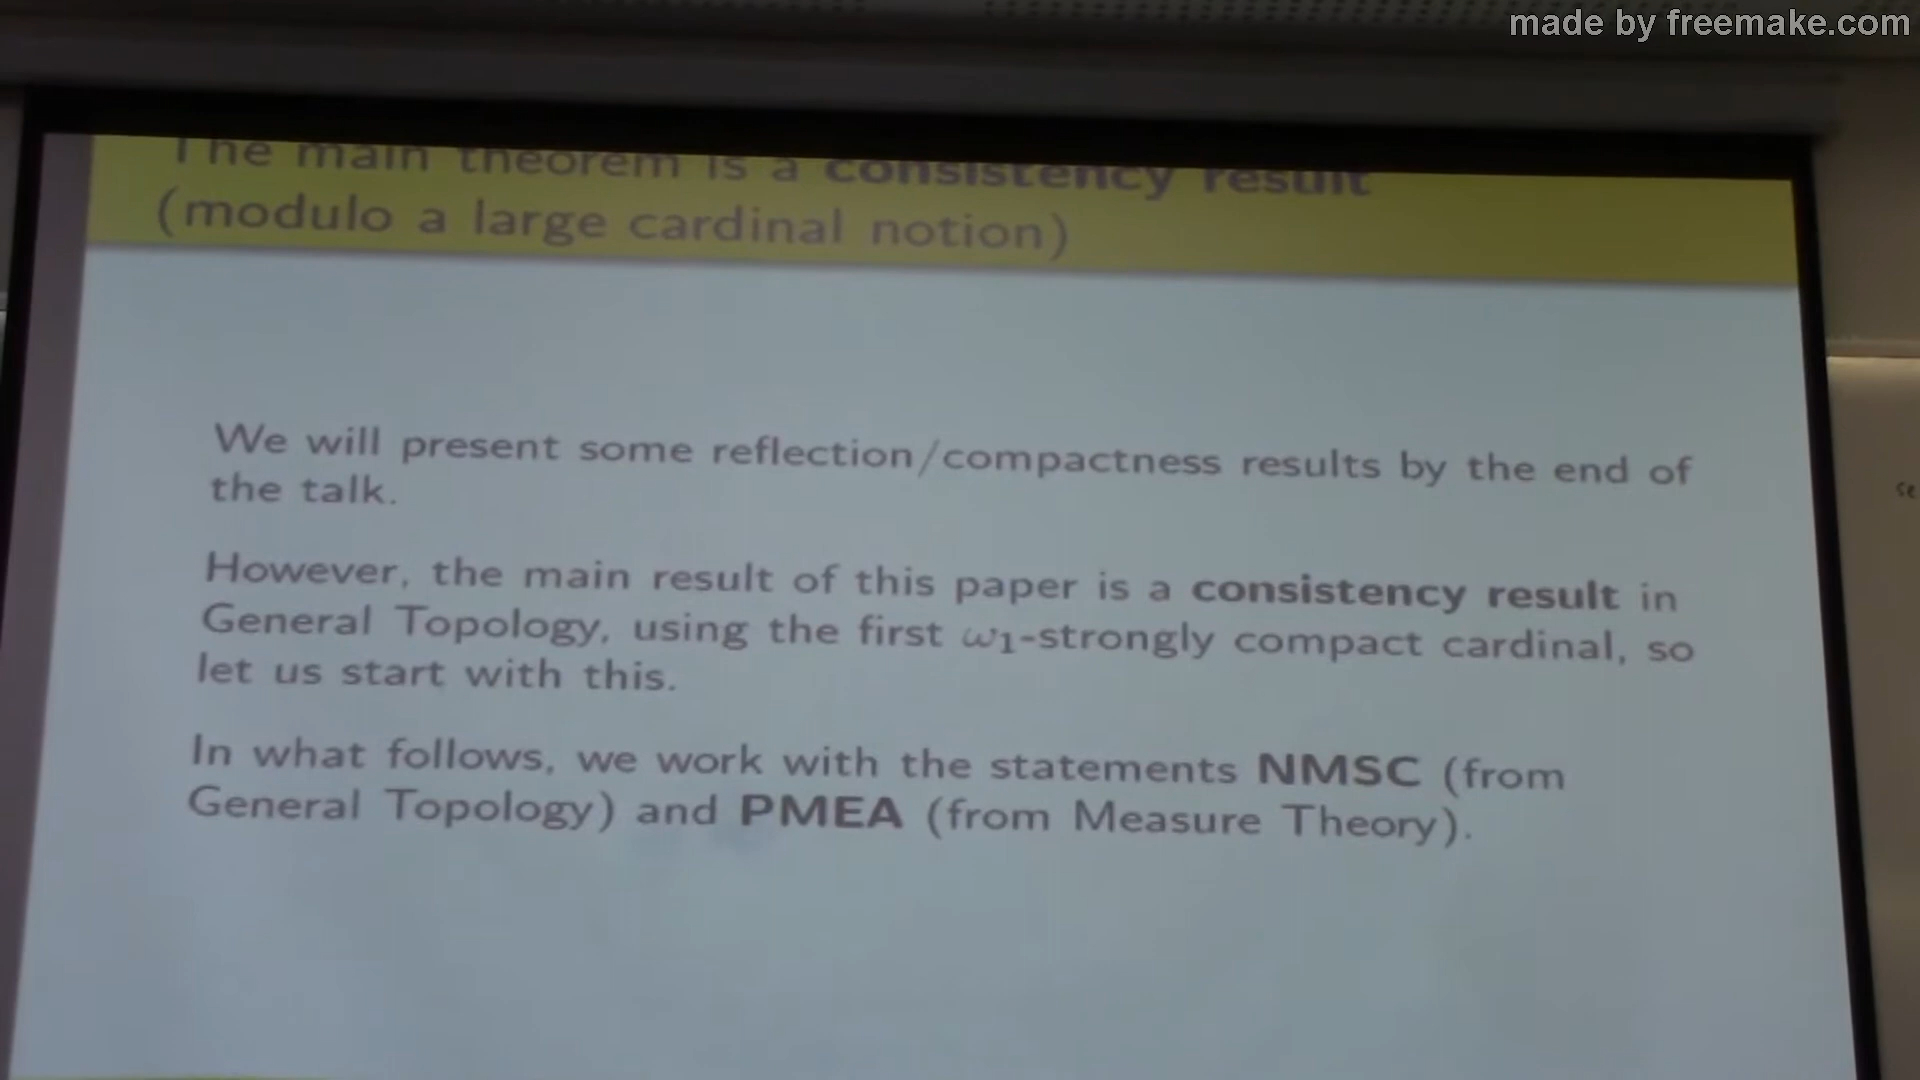 made by freemake.com
The main theorem is a consistency result
(modulo a large cardinal notion)
We will present some reflection/compactness results by the end of
the talk.
However, the main result of this paper is a consistency result in
General Topology, using the first ω1-strongly compact cardinal, so
let us start with this.
In what follows, we work with the statements NMSC (from
General Topology) and PMEA (from Measure Theory).